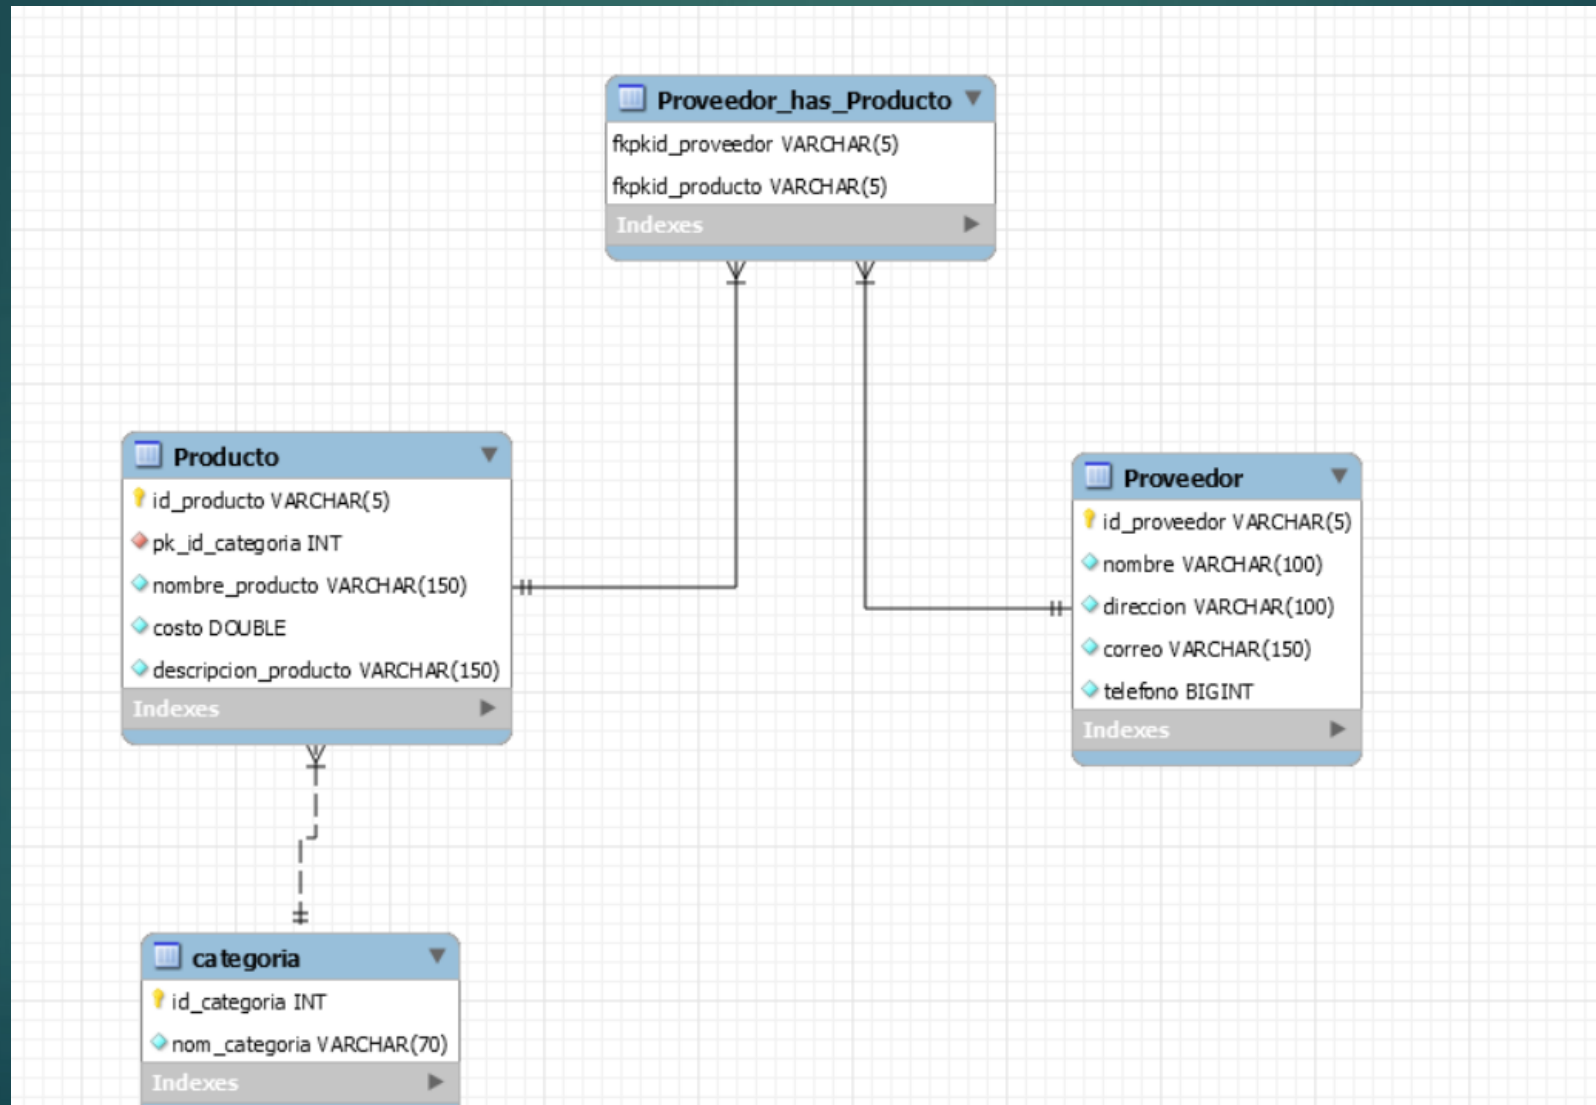 Proveedor_has_Producto
fkpkid_proveedor VARCHAR(5)
fkpkid_producto VARCHAR(5)
Indexes
Producto
id_producto VARCHAR(5)
pk_id_categoria INT
nombre_producto VARCHAR(150)
costo DOUBLE
descripcion_producto VARCHAR(150)
Indexes
Proveedor
id_proveedor VARCHAR(5)
nombre VARCHAR(100)
direccion VARCHAR(100)
correo VARCHAR(150)
telefono BIGINT
Indexes
categoria
id_categoria INT
nom_categoria VARCHAR(70)
Indexes